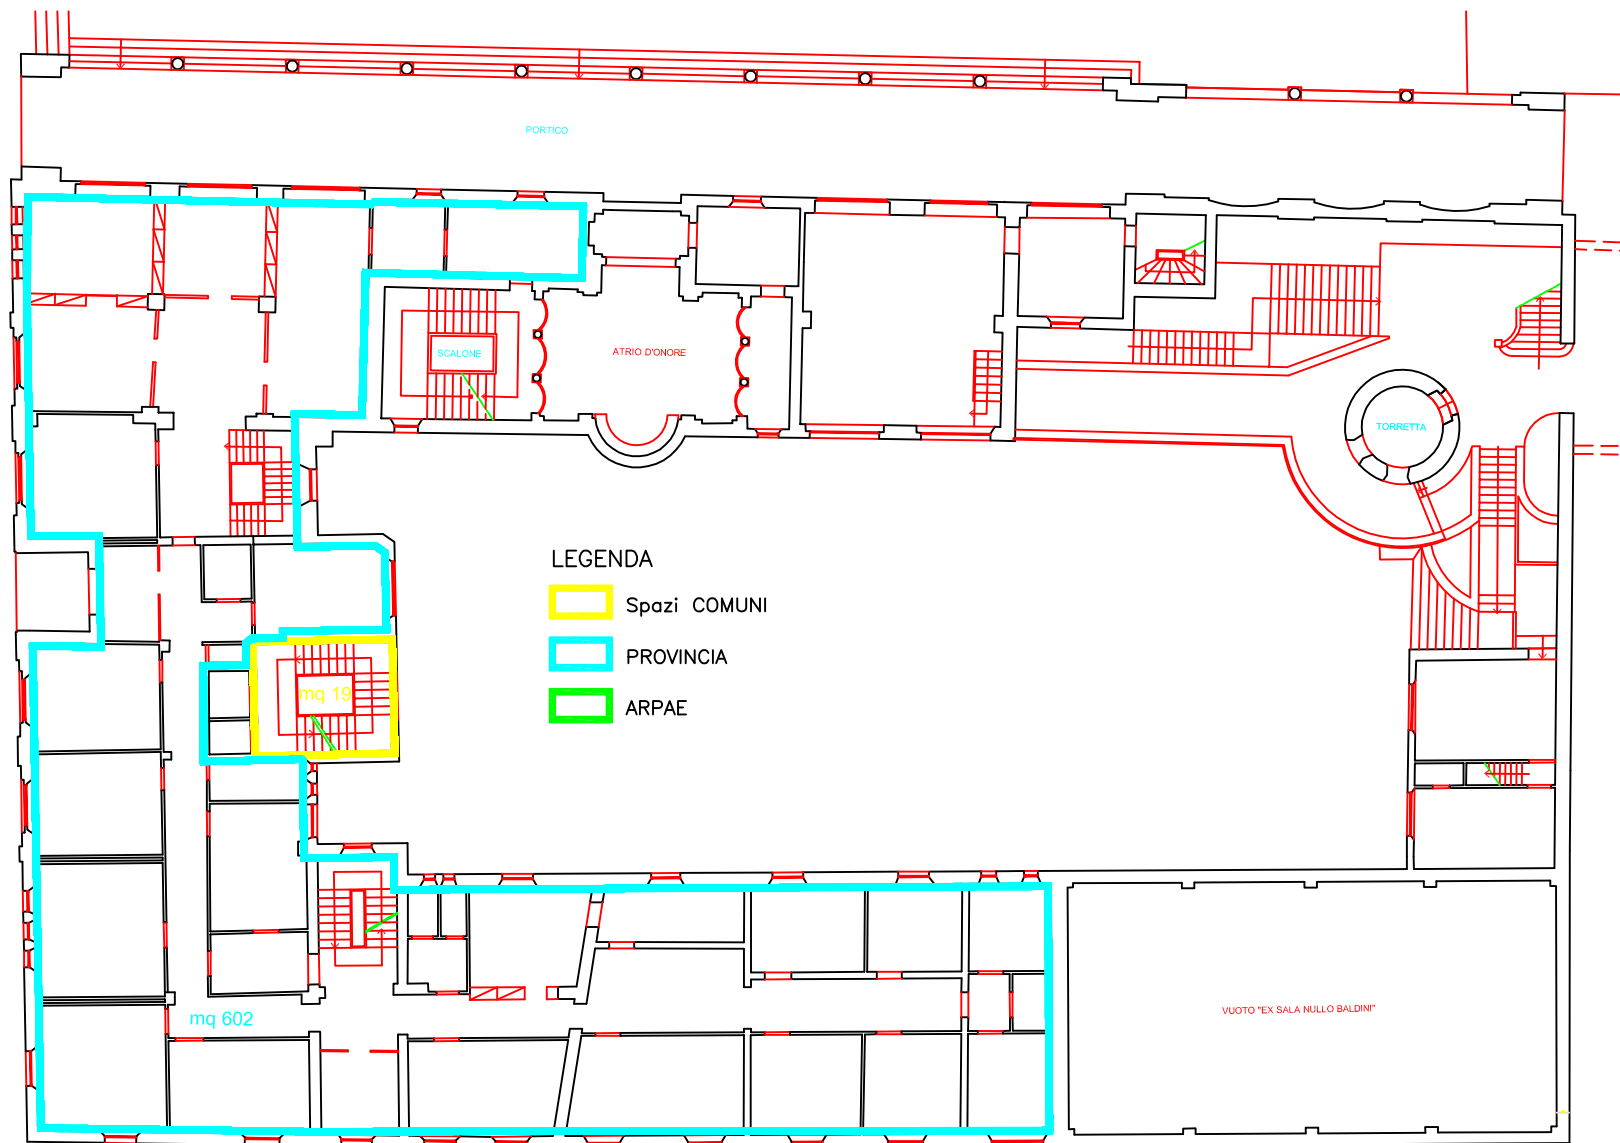 PORTICO
SCALONE
ATRIO D'ONORE
TORRETTA
LEGENDA
Spazi COMUNI
PROVINCIA
ARPAE
mq 19
mq 602
VUOTO "EX SALA NULLO BALDINI"